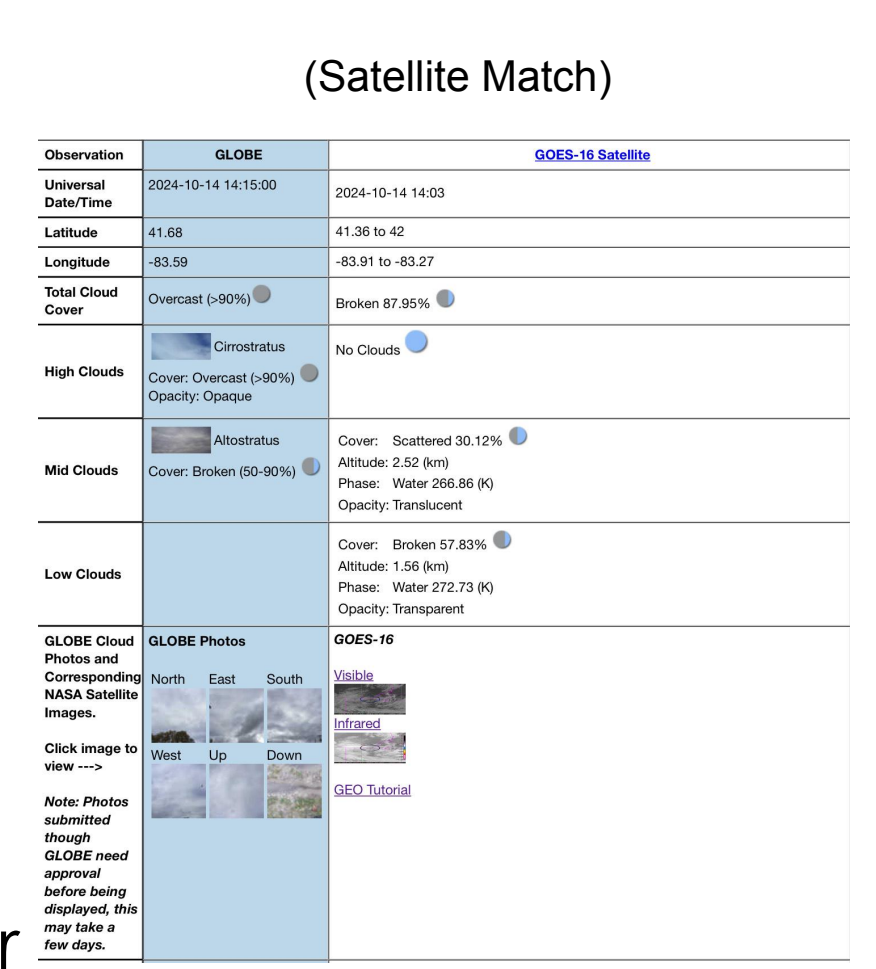 (Satellite Match)
Observation
GLOBE
GOES-16 Satellite
Universal
Date/Time
2024-10-14 14:15:00
2024-10-14 14:03
Latitude
41.68
41.36 to 42
Longitude
-83.59
-83.91 to -83.27
Total Cloud
Cover
Overcast (>90%)
Broken 87.95%
High Clouds
Cirrostratus
Cover: Overcast (>90%)
Opacity: Opaque
No Clouds
Mid Clouds
Altostratus
Cover: Broken (50-90%)
Cover: Scattered 30.12%
Altitude: 2.52 (km)
Phase: Water 266.86 (K)
Opacity: Translucent
Low Clouds
Cover: Broken 57.83%
Altitude: 1.56 (km)
Phase: Water 272.73 (K)
Opacity: Transparent
GLOBE Cloud
Photos and
Corresponding
NASA Satellite
Images.
Click image to
view --->
Note: Photos
submitted
though
GLOBE need
approval
before being
displayed, this
may take a
few days.
GLOBE Photos
North East South
West Up Down
GOES-16
Visible
Infrared
GEO Tutorial
r